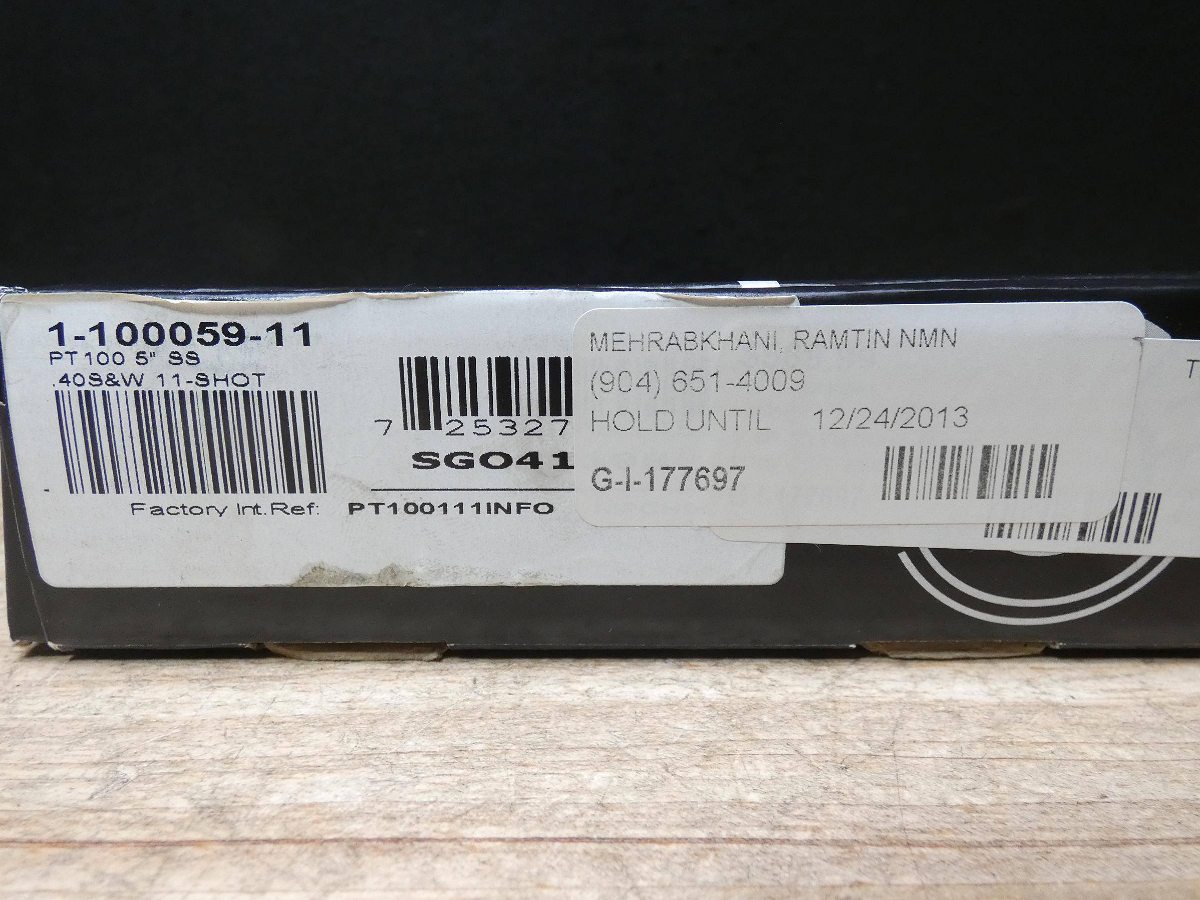 1-100059-11
PT100 5" SS
.40S&W 11-SHOT
7 25327
SGO41
Factory Int.Ref: PT100111INFO
MEHRABKHANI, RAMTIN NMN
(904) 651-4009
HOLD UNTIL 12/24/2013
G-I-177697
T